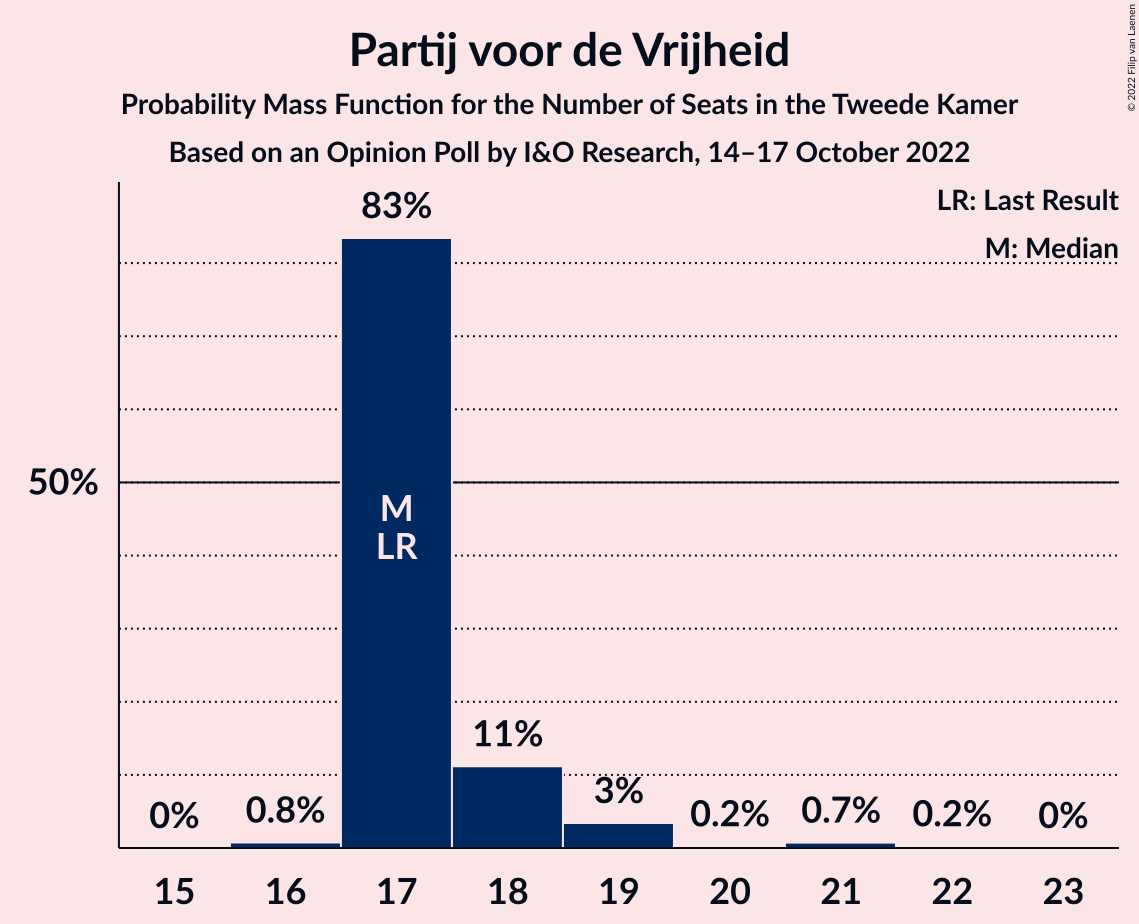 Partij voor de Vrijheid
Probability Mass Function for the Number of Seats in the Tweede Kamer
Based on an Opinion Poll by I&O Research, 14–17 October 2022
© 2022 Filip van Laenen
LR: Last Result
M: Median
83%
50%
M
LR
11%
3%
0%
0.8%
0.2%
0.7%
0.2%
0%
15 16 17 18 19 20 21 22 23